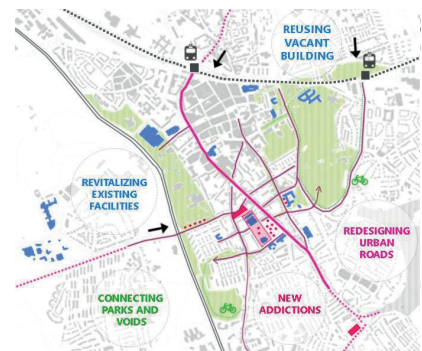 REUSING
VACANT
BUILDING
REVITALIZING
EXISTING
FACILITIES
REDESIGNING
URBAN
ROADS
CONNECTING
PARKS AND
VOIDS
NEW
ADDICTIONS